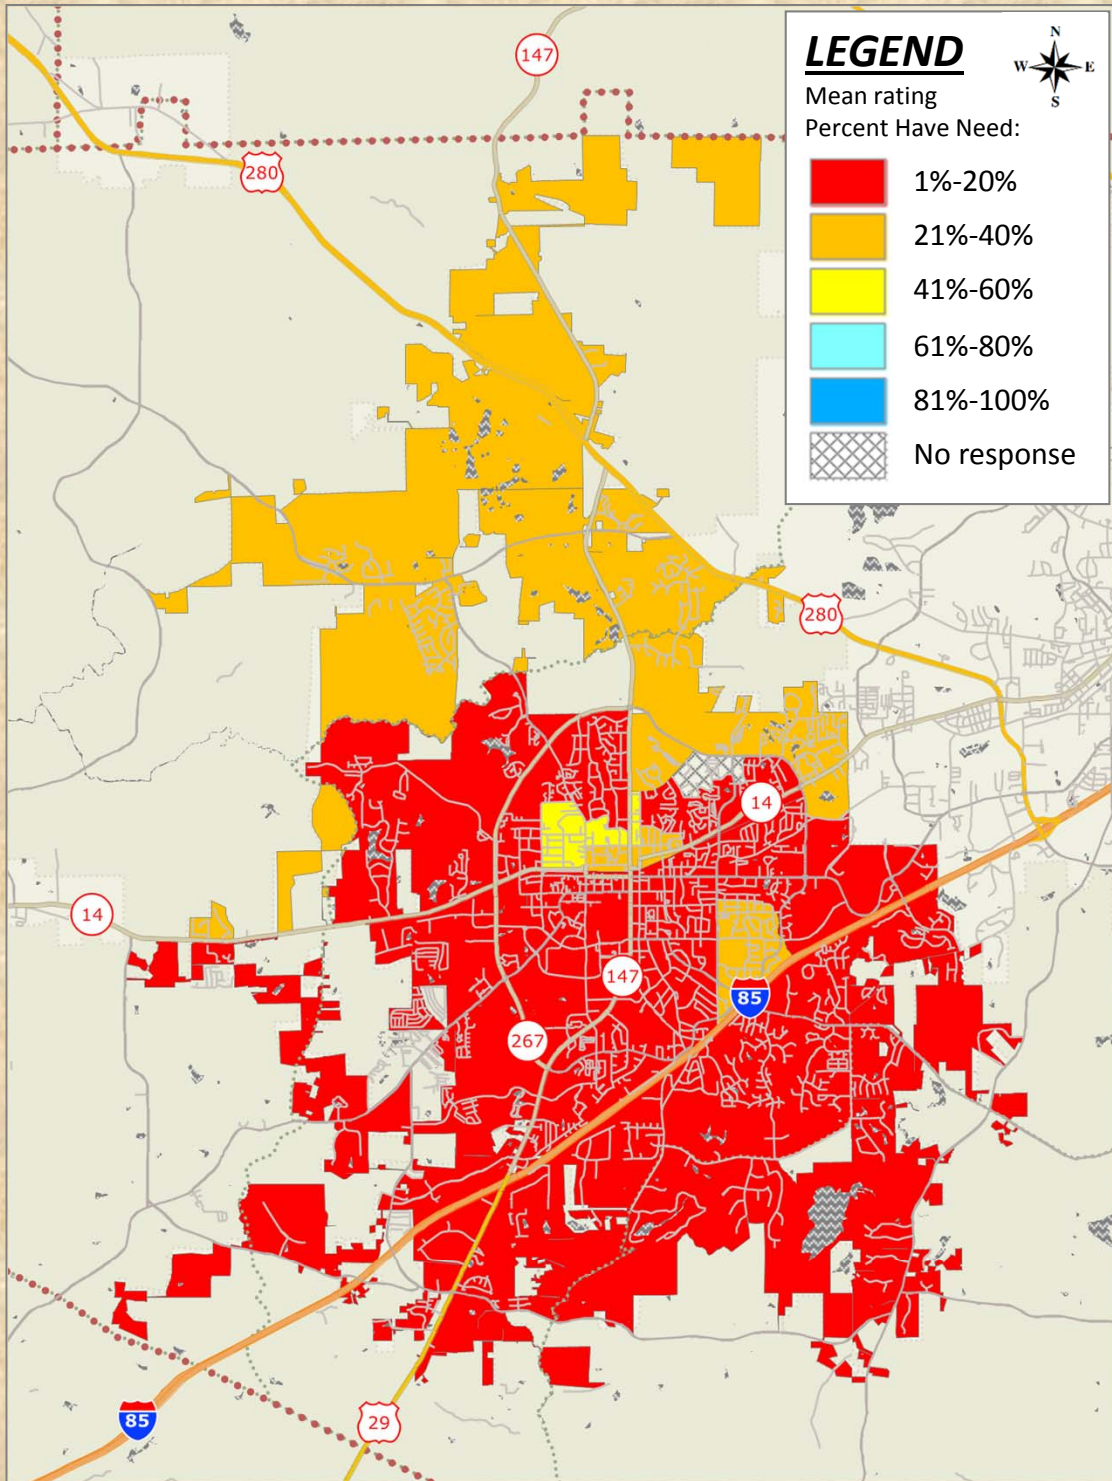 LEGEND
N
W E
S
Mean rating
Percent Have Need:
1%-20%
21%-40%
41%-60%
61%-80%
81%-100%
No response
147
280
280
14
14
147
85
267
85
29